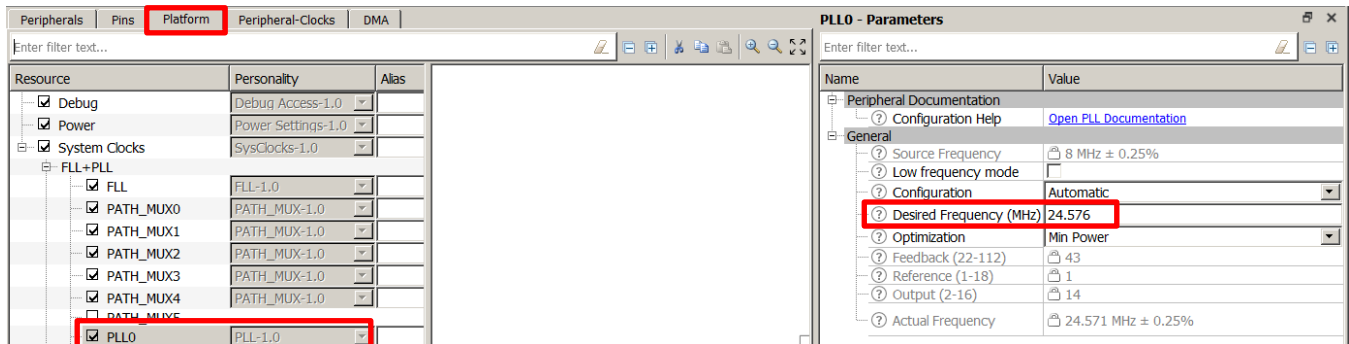 Peripherals Pins Platform Peripheral-Clocks DMA
Enter filter text...
Resource Personality Alias
Debug Debug Access-1.0
Power Power Settings-1.0
System Clocks SysClocks-1.0
FLL+PLL
FLL FLL-1.0
PATH_MUX0 PATH_MUX-1.0
PATH_MUX1 PATH_MUX-1.0
PATH_MUX2 PATH_MUX-1.0
PATH_MUX3 PATH_MUX-1.0
PATH_MUX4 PATH_MUX-1.0
PATH_MUX5
PLL0 PLL-1.0
PLL0 - Parameters
Enter filter text...
Name Value
Peripheral Documentation
Configuration Help Open PLL Documentation
General
Source Frequency 8 MHz ± 0.25%
Low frequency mode
Configuration Automatic
Desired Frequency (MHz) 24.576
Optimization Min Power
Feedback (22-112) 43
Reference (1-18) 1
Output (2-16) 14
Actual Frequency 24.571 MHz ± 0.25%